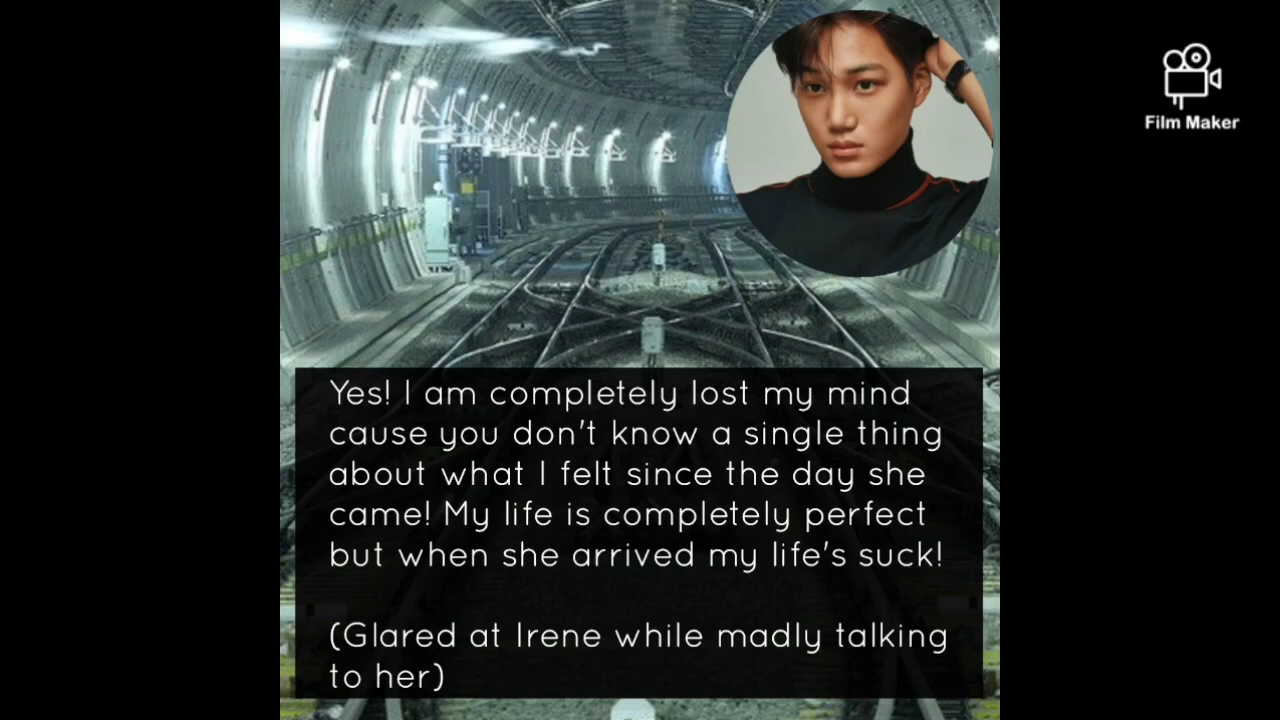 Film Maker
Yes! I am completely lost my mind
cause you don't know a single thing
about what I felt since the day she
came! My life is completely perfect
but when she arrived my life's suck!
(Glared at Irene while madly talking
to her)